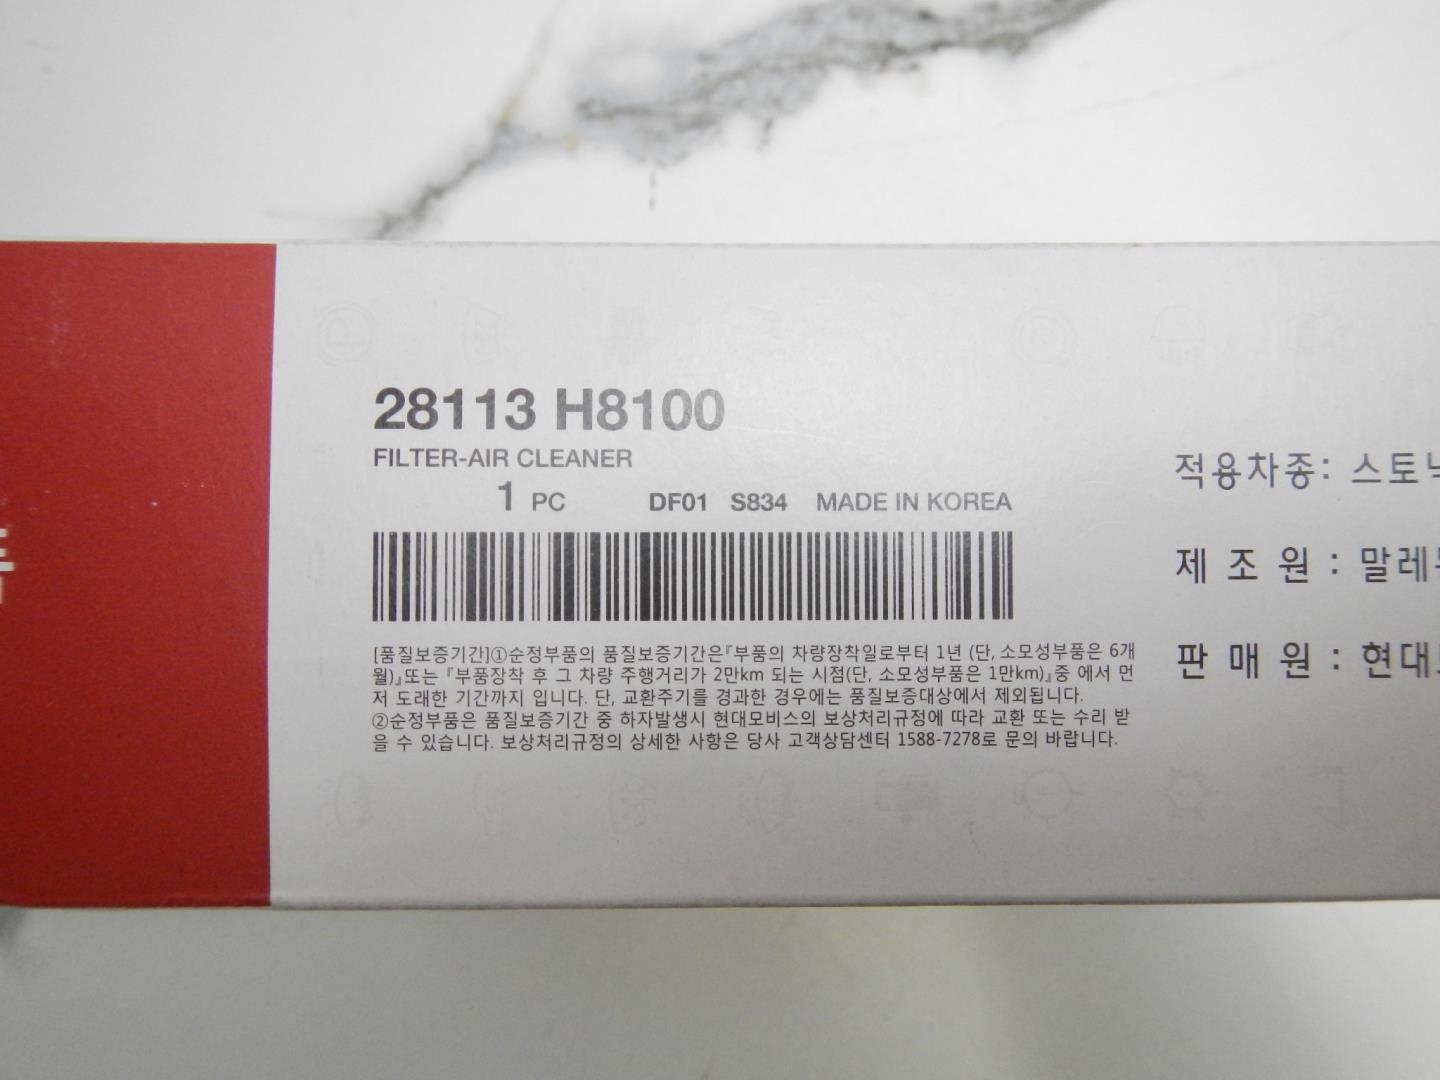 28113 H8100
FILTER-AIR CLEANER
1 PC DF01 S834 MADE IN KOREA
[품질보증기간]①순정부품의 품질보증기간은『부품의 차량장착일로부터 1년 (단, 소모성부품은 6개
월)』또는 『부품장착 후 그 차량 주행거리가 2만km 되는 시점(단, 소모성부품은 1만km)』중 에서 먼
저 도래한 기간까지 입니다. 단, 교환주기를 경과한 경우에는 품질보증대상에서 제외됩니다.
②순정부품은 품질보증기간 중 하자발생시 현대모비스의 보상처리규정에 따라 교환 또는 수리 받
을 수 있습니다. 보상처리규정의 상세한 사항은 당사 고객상담센터 1588-7278로 문의 바랍니다.
적용차종: 스토
제 조 원 : 말레
판 매 원 : 현대